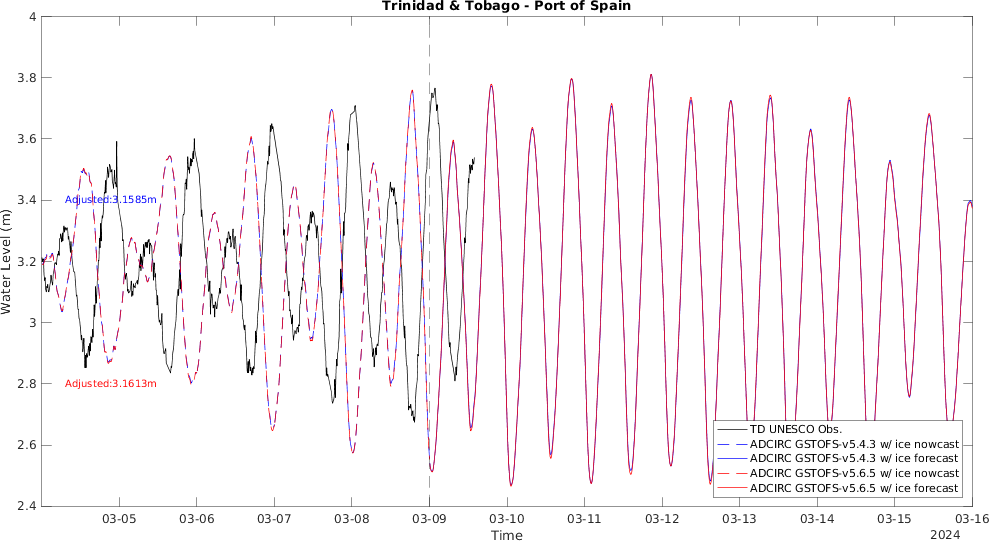 Trinidad & Tobago - Port of Spain
4
3.8
3.6
3.4
3.2
3
2.8
2.6
2.4
Water Level (m)
Adjusted:3.1585m
Adjusted:3.1613m
TD UNESCO Obs.
ADCIRC GSTOFS-v5.4.3 w/ ice nowcast
ADCIRC GSTOFS-v5.4.3 w/ ice forecast
ADCIRC GSTOFS-v5.6.5 w/ ice nowcast
ADCIRC GSTOFS-v5.6.5 w/ ice forecast
03-05 03-06 03-07 03-08 03-09 03-10 03-11 03-12 03-13 03-14 03-15 03-16
Time
2024